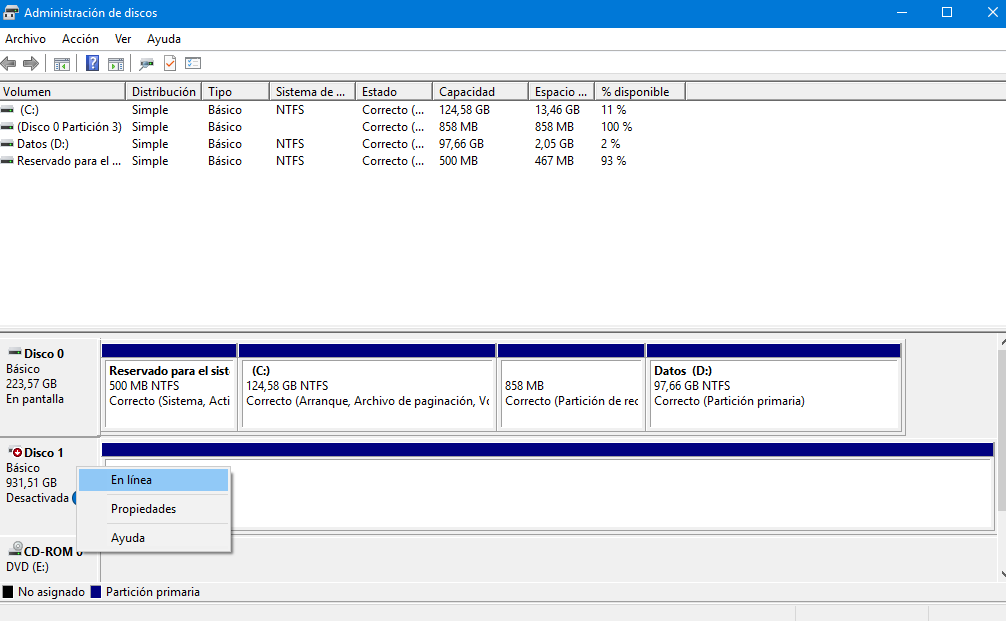 Administración de discos
Archivo Acción Ver Ayuda
Volumen Distribución Tipo Sistema de ... Estado Capacidad Espacio ... % disponible
(C:) Simple Básico NTFS Correcto (... 124,58 GB 13,46 GB 11 %
(Disco 0 Partición 3) Simple Básico Correcto (... 858 MB 858 MB 100 %
Datos (D:) Simple Básico NTFS Correcto (... 97,66 GB 2,05 GB 2 %
Reservado para el ... Simple Básico NTFS Correcto (... 500 MB 467 MB 93 %
Disco 0
Básico
223,57 GB
En pantalla
Reservado para el sist
500 MB NTFS
Correcto (Sistema, Acti
(C:)
124,58 GB NTFS
Correcto (Arranque, Archivo de paginación, Vo
858 MB
Correcto (Partición de rec
Datos (D:)
97,66 GB NTFS
Correcto (Partición primaria)
Disco 1
Básico
931,51 GB
Desactivada
En línea
Propiedades
Ayuda
CD-ROM 0
DVD (E:)
No asignado Partición primaria